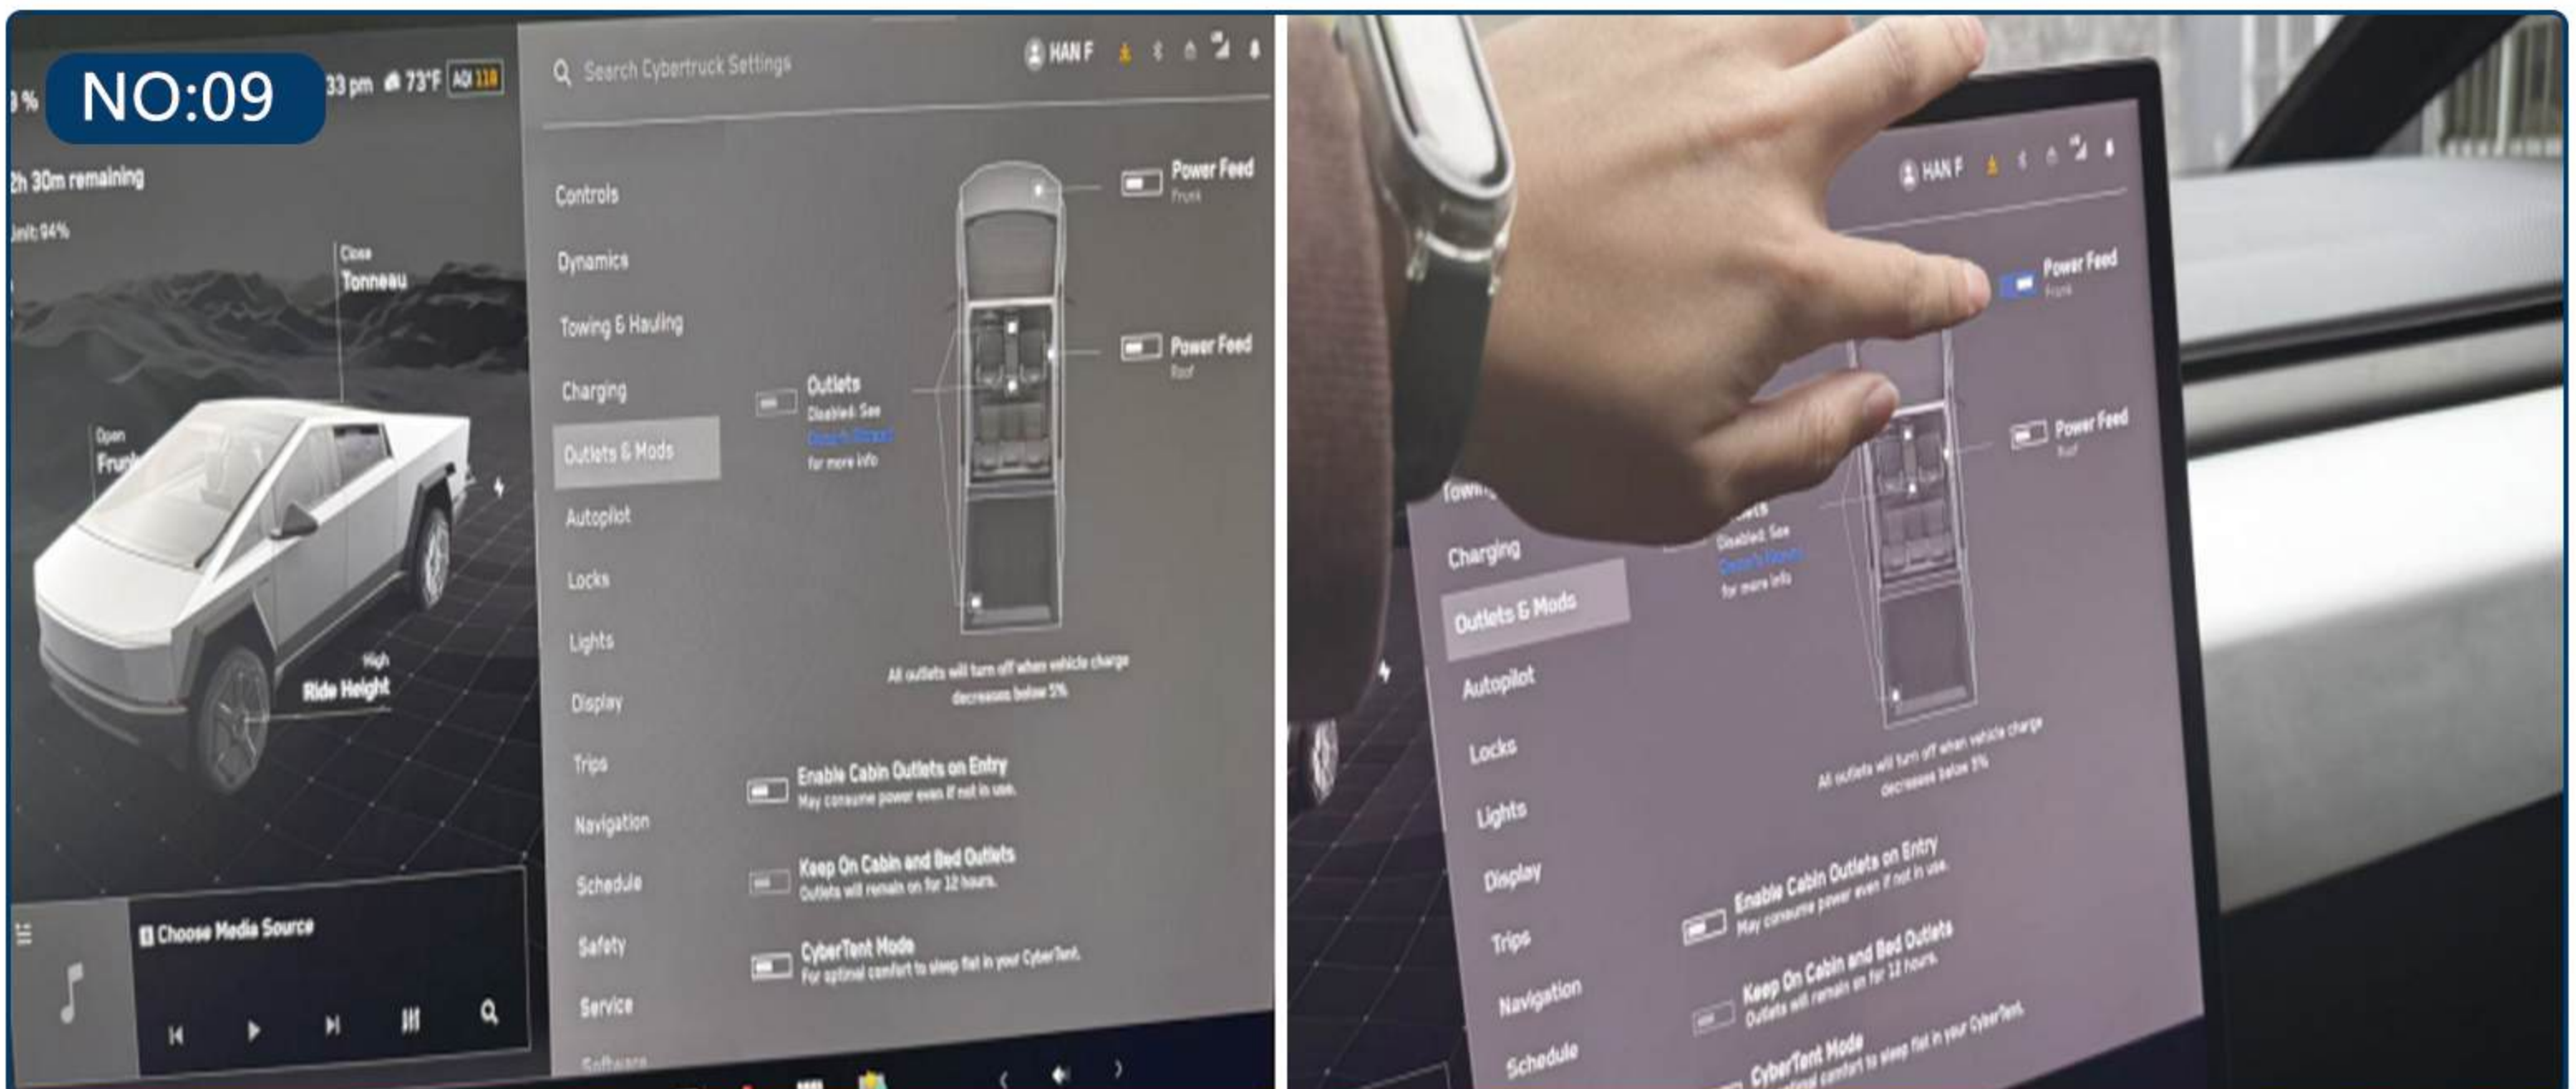 NO:09
%
33 pm
73°F
AQI 110
2h 30m remaining
94%
Close
Tonneau
Open
Frunk
High
Ride Height
Choose Media Source
Search Cybertruck Settings
HAN F
Controls
Dynamics
Towing & Hauling
Charging
Outlets & Mods
Autopilot
Locks
Lights
Display
Trips
Navigation
Schedule
Safety
Service
Software
Power Feed
Frunk
Power Feed
Roof
Outlets
Disabled: See
for more info
All outlets will turn off when vehicle charge
decreases below 5%
Enable Cabin Outlets on Entry
May consume power even if not in use.
Keep On Cabin and Bed Outlets
Outlets will remain on for 12 hours.
CyberTent Mode
For optimal comfort to sleep flat in your CyberTent.
HAN F
Power Feed
Frunk
Power Feed
Roof
Towing
Charging
Outlets & Mods
Autopilot
Locks
Lights
Display
Trips
Navigation
Schedule
Disabled: See
for more info
All outlets will turn off when vehicle charge
decreases below 5%
Enable Cabin Outlets on Entry
May consume power even if not in use.
Keep On Cabin and Bed Outlets
Outlets will remain on for 12 hours.
CyberTent Mode
optimal comfort to sleep flat in your CyberTent.